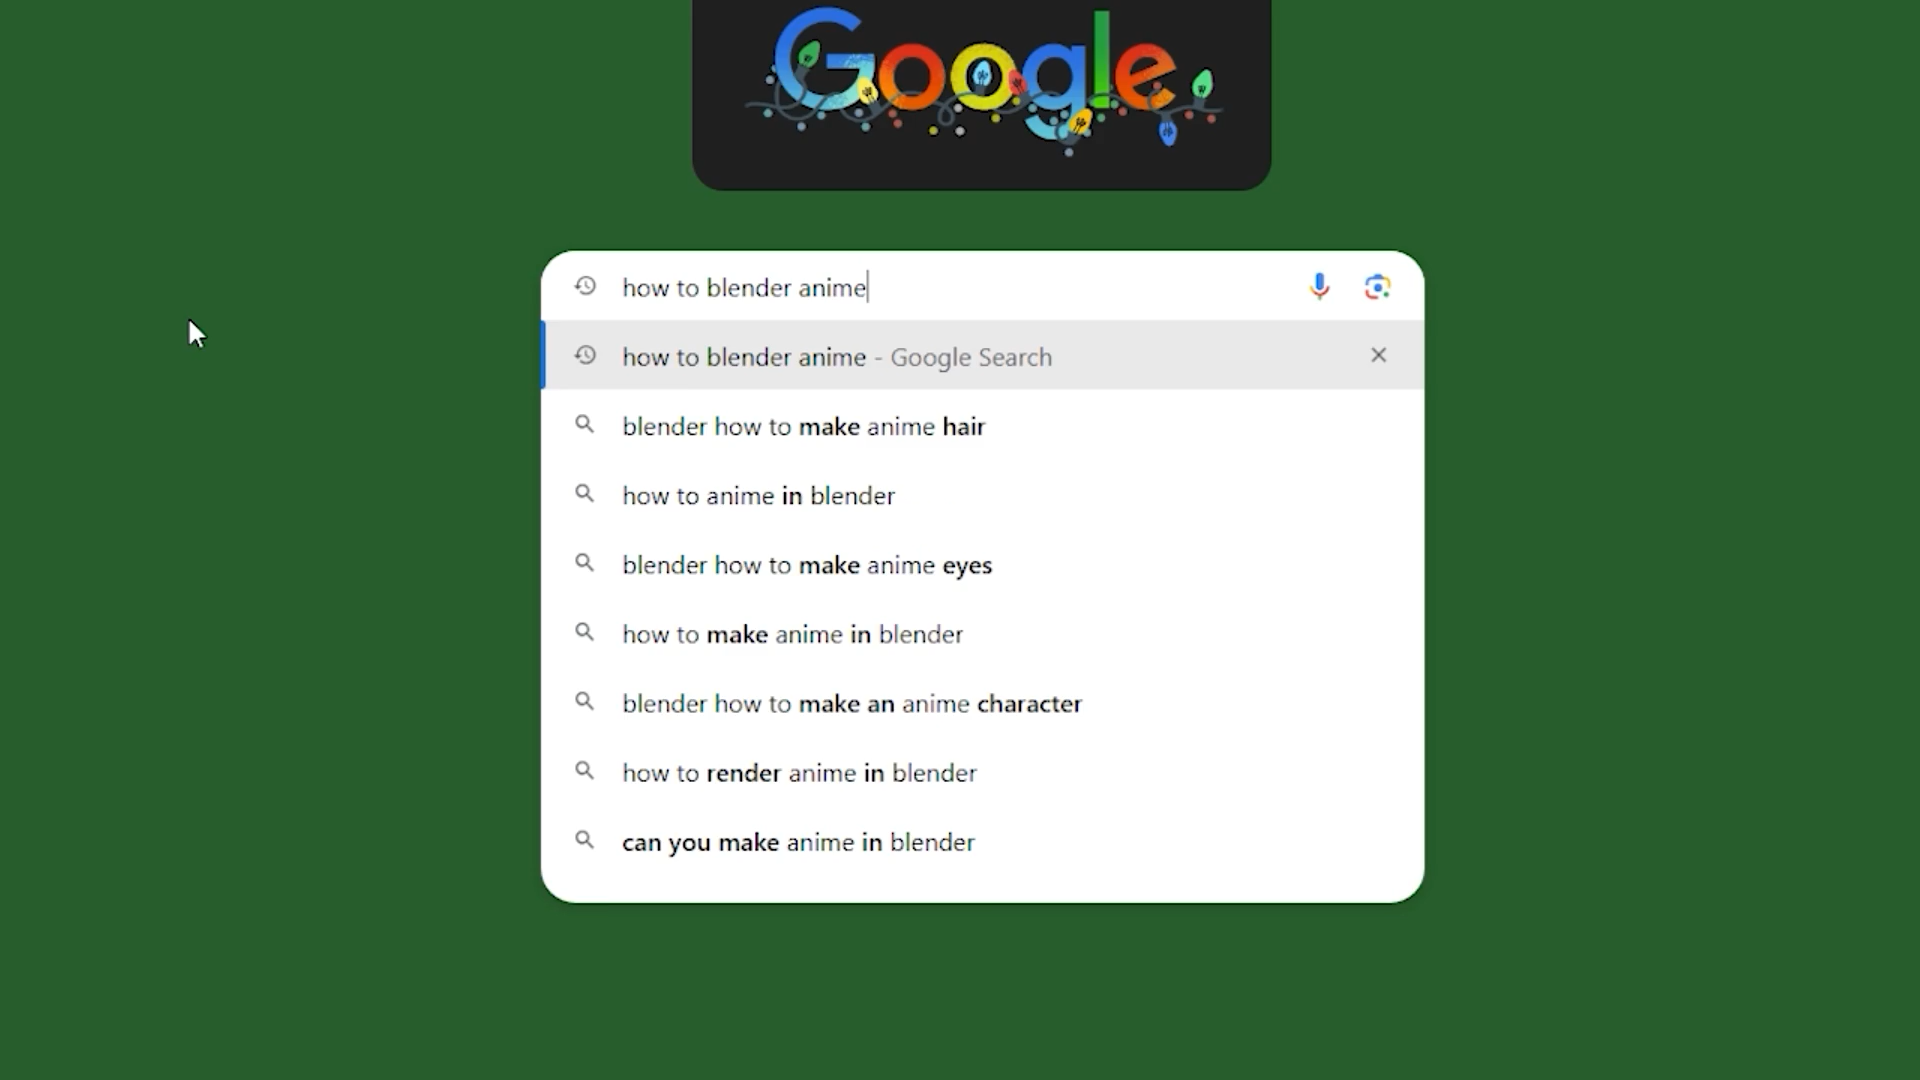 Google
how to blender anime
how to blender anime - Google Search
blender how to make anime hair
how to anime in blender
blender how to make anime eyes
how to make anime in blender
blender how to make an anime character
how to render anime in blender
can you make anime in blender